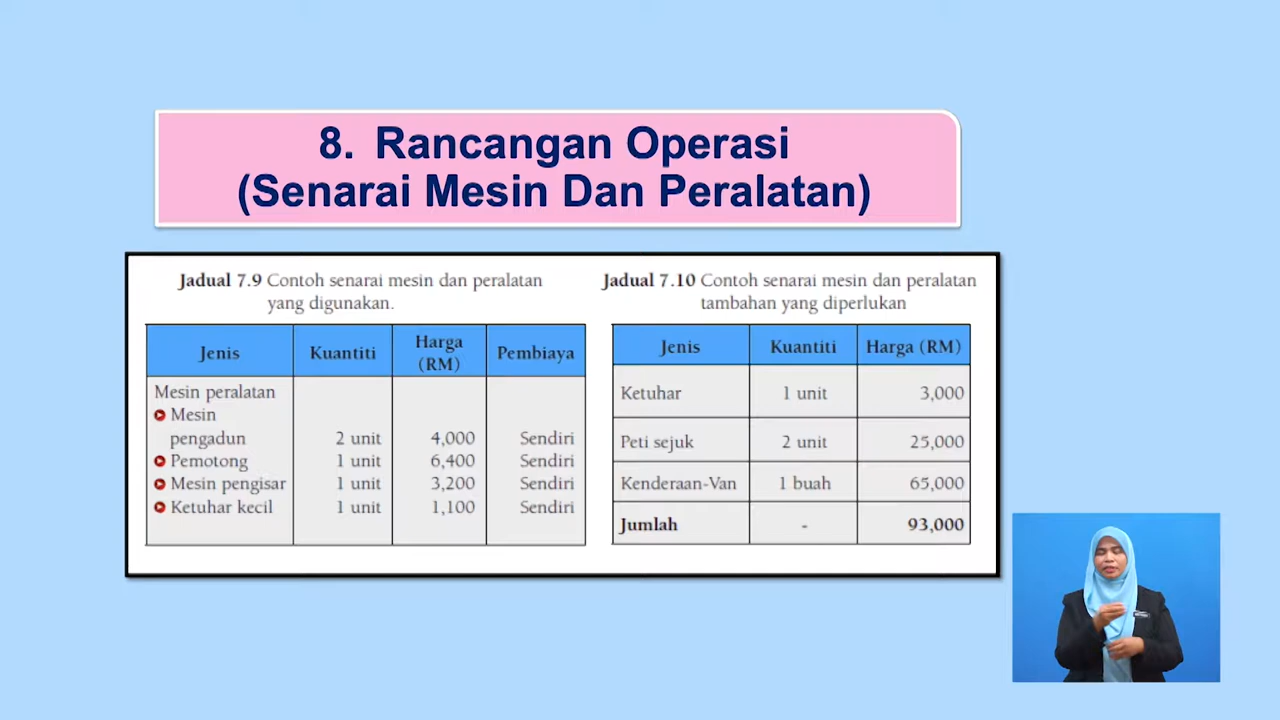 8. Rancangan Operasi
(Senarai Mesin Dan Peralatan)
Jadual 7.9 Contoh senarai mesin dan peralatan
yang digunakan.
Jenis Kuantiti Harga (RM) Pembiaya
Mesin peralatan
Mesin
pengadun 2 unit 4,000 Sendiri
Pemotong 1 unit 6,400 Sendiri
Mesin pengisar 1 unit 3,200 Sendiri
Ketuhar kecil 1 unit 1,100 Sendiri
Jadual 7.10 Contoh senarai mesin dan peralatan
tambahan yang diperlukan
Jenis Kuantiti Harga (RM)
Ketuhar 1 unit 3,000
Peti sejuk 2 unit 25,000
Kenderaan-Van 1 buah 65,000
Jumlah - 93,000